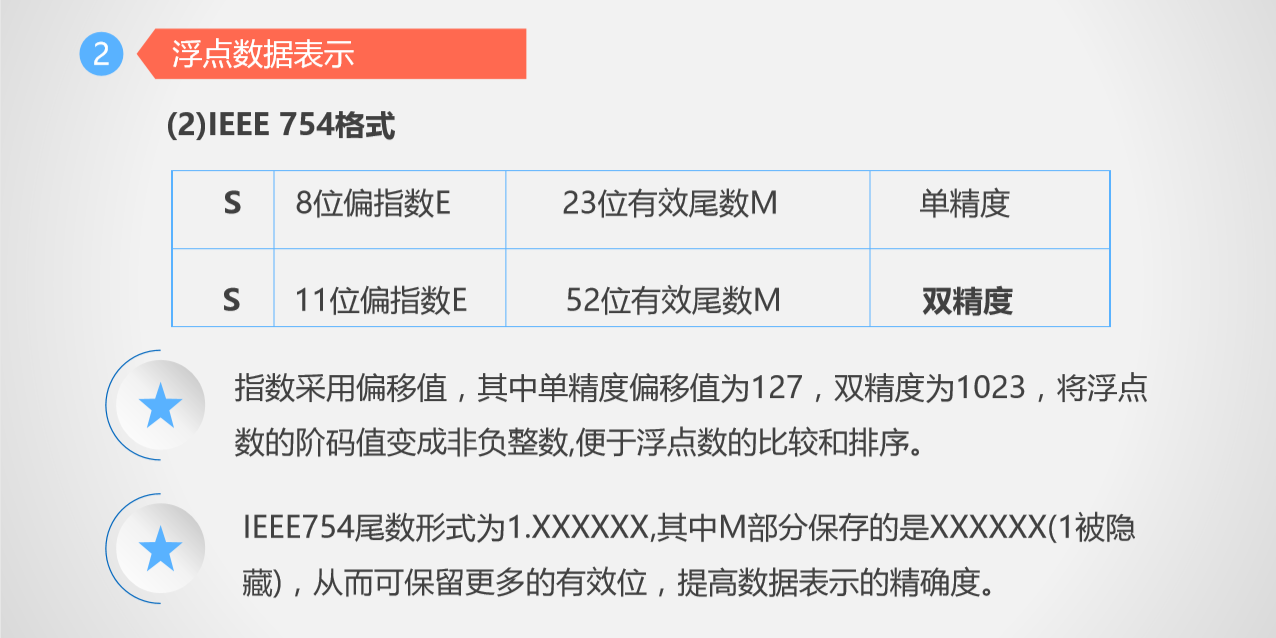 2 浮点数据表示
(2)IEEE 754格式
S 8位偏指数E 23位有效尾数M 单精度
S 11位偏指数E 52位有效尾数M 双精度
指数采用偏移值，其中单精度偏移值为127，双精度为1023，将浮点
数的阶码值变成非负整数,便于浮点数的比较和排序。
IEEE754尾数形式为1.XXXXXX,其中M部分保存的是XXXXXX(1被隐
藏)，从而可保留更多的有效位，提高数据表示的精确度。